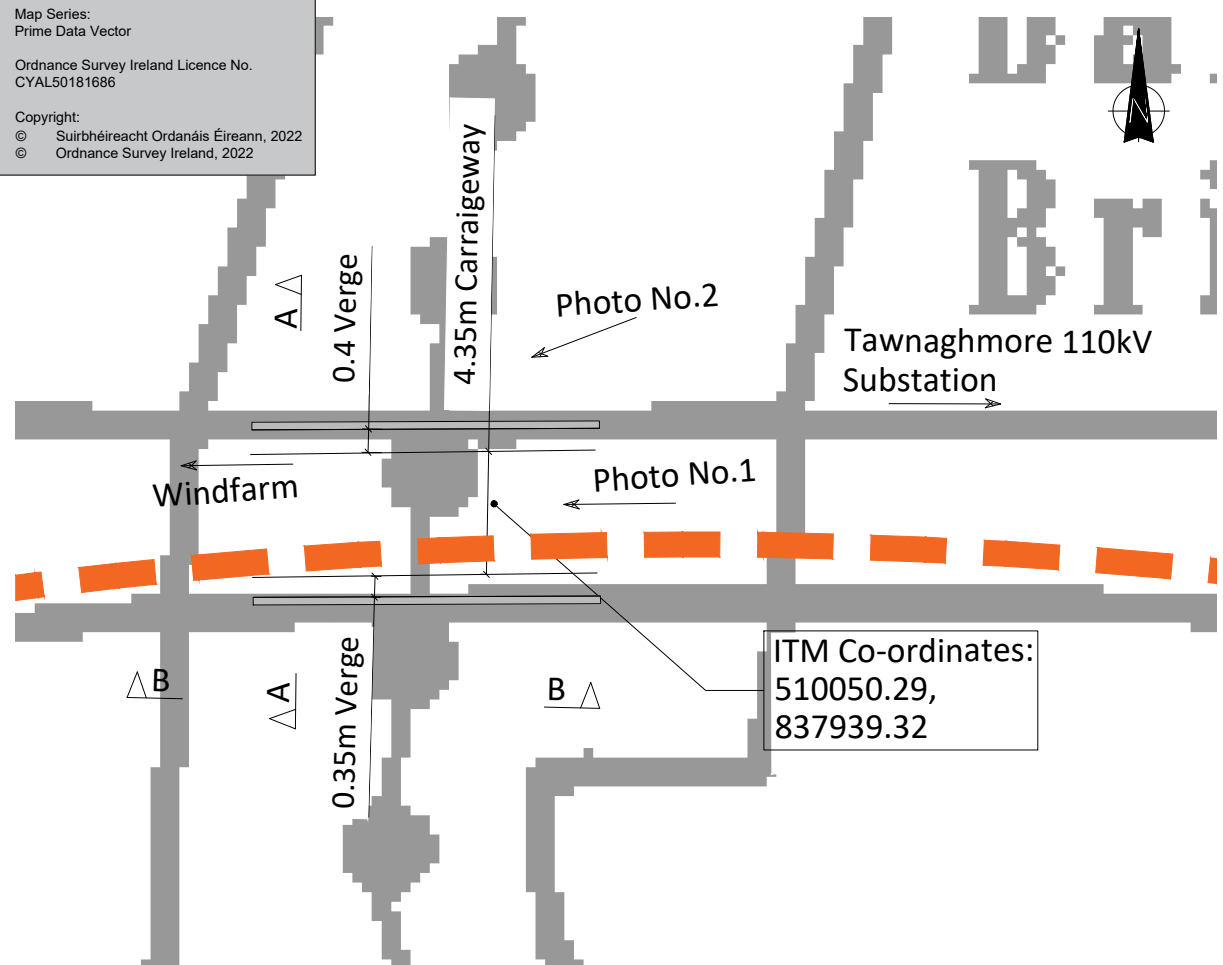 Map Series:
Prime Data Vector
Ordnance Survey Ireland Licence No.
CYAL50181686
Copyright:
© Suirbhéireacht Ordanáis Éireann, 2022
© Ordnance Survey Ireland, 2022
N
Bri
A
0.4 Verge
4.35m Carraigeway
Photo No.2
Tawnaghmore 110kV
Substation
Windfarm
Photo No.1
B
A
0.35m Verge
B
ITM Co-ordinates:
510050.29,
837939.32